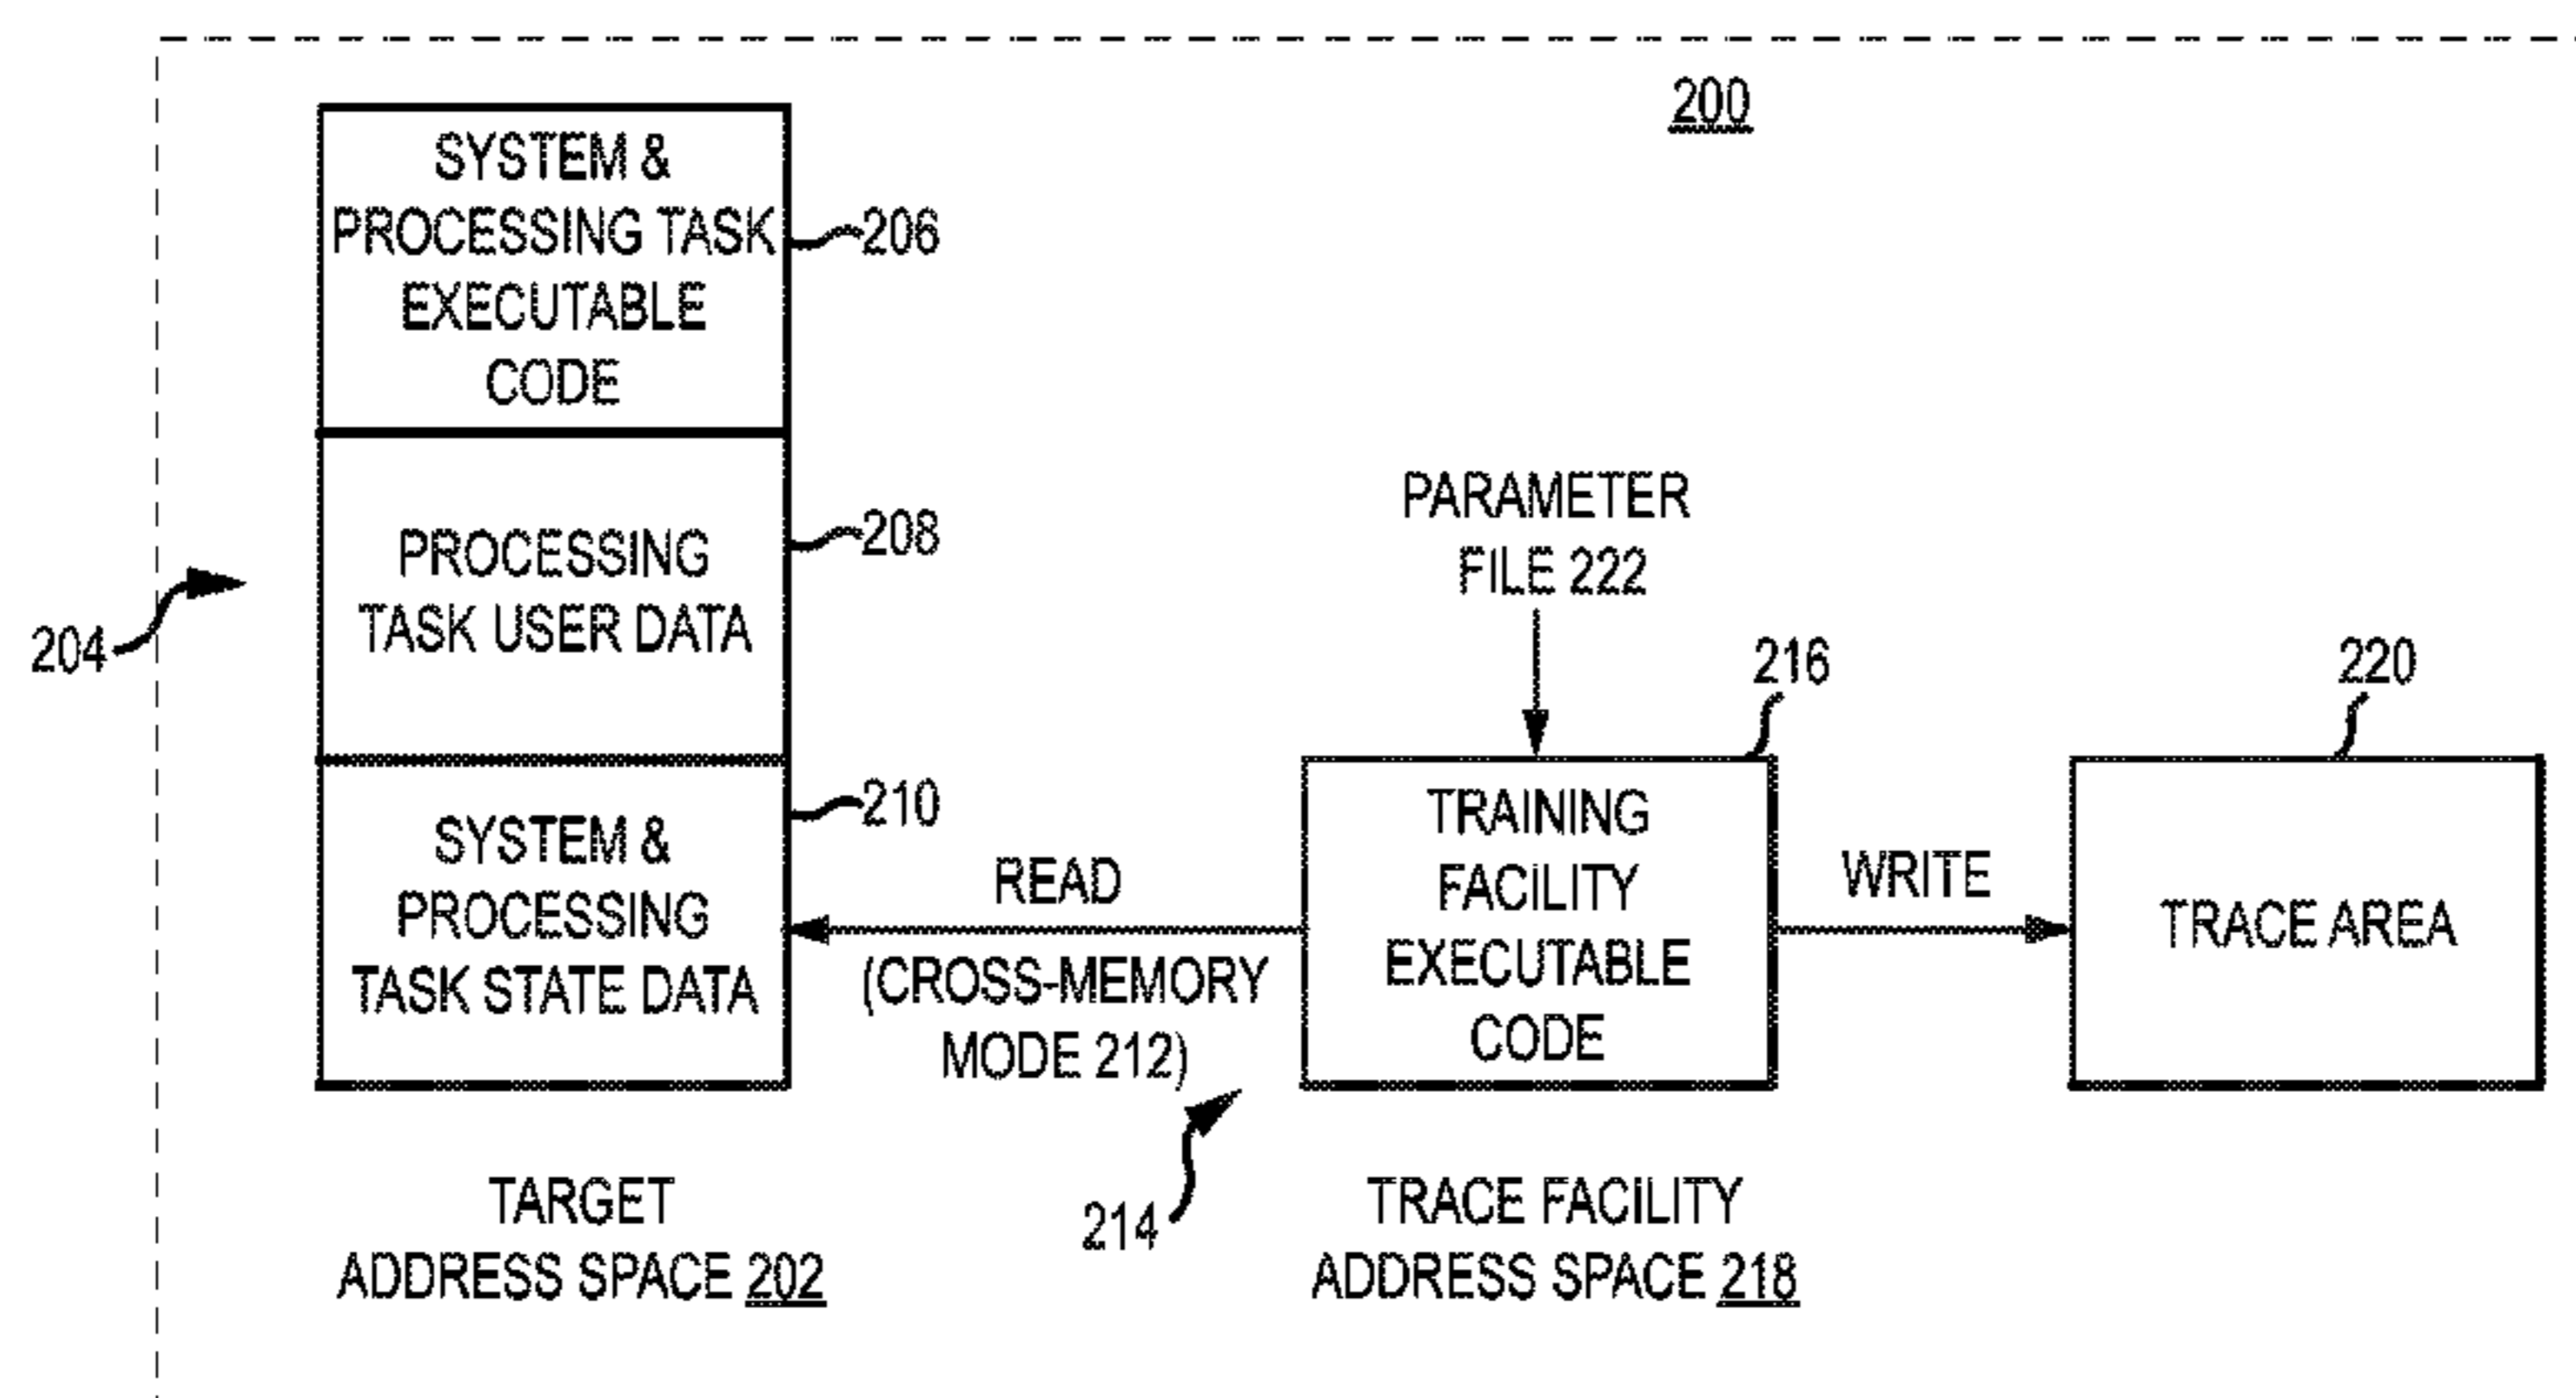 200
SYSTEM &
PROCESSING TASK
EXECUTABLE
CODE
206
PROCESSING
TASK USER DATA
208
204
SYSTEM &
PROCESSING
TASK STATE DATA
210
READ
(CROSS-MEMORY
MODE 212)
PARAMETER
FILE 222
216
TRAINING
FACILITY
EXECUTABLE
CODE
WRITE
220
TRACE AREA
214
TARGET
ADDRESS SPACE 202
TRACE FACILITY
ADDRESS SPACE 218